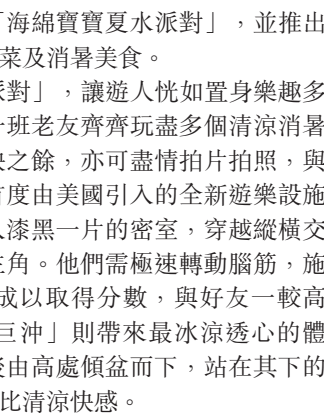 「海綿寶寶夏水派對」，並推出
菜及消暑美食。
派對」，讓遊人恍如置身樂趣多
一班老友齊齊玩盡多個清涼消暑
快之餘，亦可盡情拍片拍照，與
首度由美國引入的全新遊樂設施
入漆黑一片的密室，穿越縱橫交
主角。他們需極速轉動腦筋，施
成以取得分數，與好友一較高
巨沖」則帶來最冰涼透心的體
後由高處傾盆而下，站在其下的
比清涼快感。